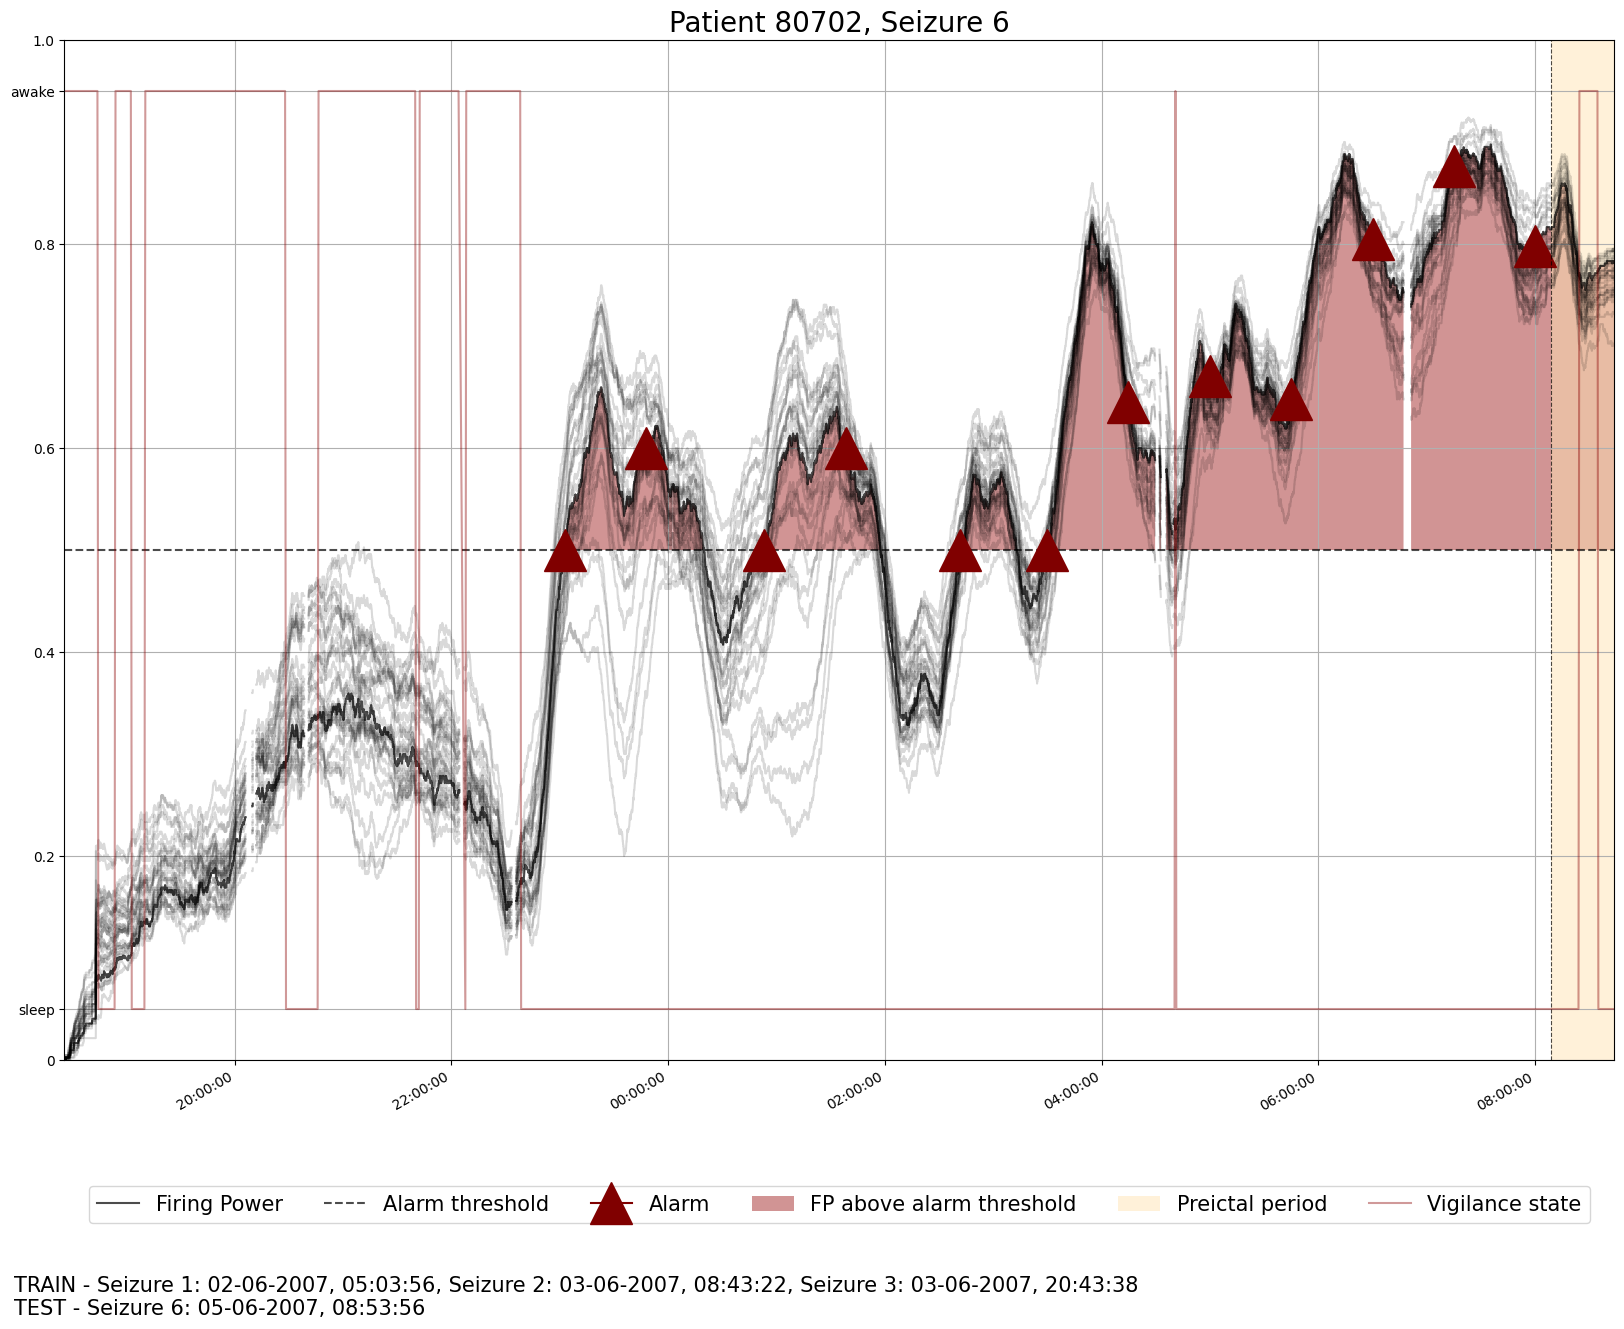 Patient 80702, Seizure 6
1.0
awake
0.8
0.6
0.4
0.2
sleep
0
20:00:00
22:00:00
00:00:00
02:00:00
04:00:00
06:00:00
08:00:00
Firing Power
Alarm threshold
Alarm
FP above alarm threshold
Preictal period
Vigilance state
TRAIN - Seizure 1: 02-06-2007, 05:03:56, Seizure 2: 03-06-2007, 08:43:22, Seizure 3: 03-06-2007, 20:43:38
TEST - Seizure 6: 05-06-2007, 08:53:56